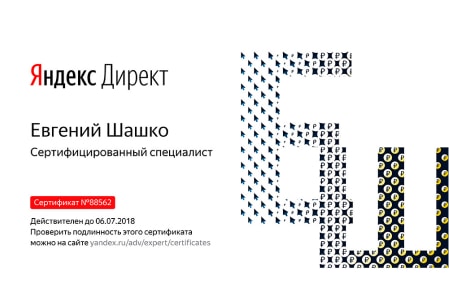 Яндекс Директ
Евгений Шашко
Сертифицированный специалист
Сертификат №88562
Действителен до 06.07.2018
Проверить подлинность этого сертификата
можно на сайте yandex.ru/adv/expert/certificates
ЕШ